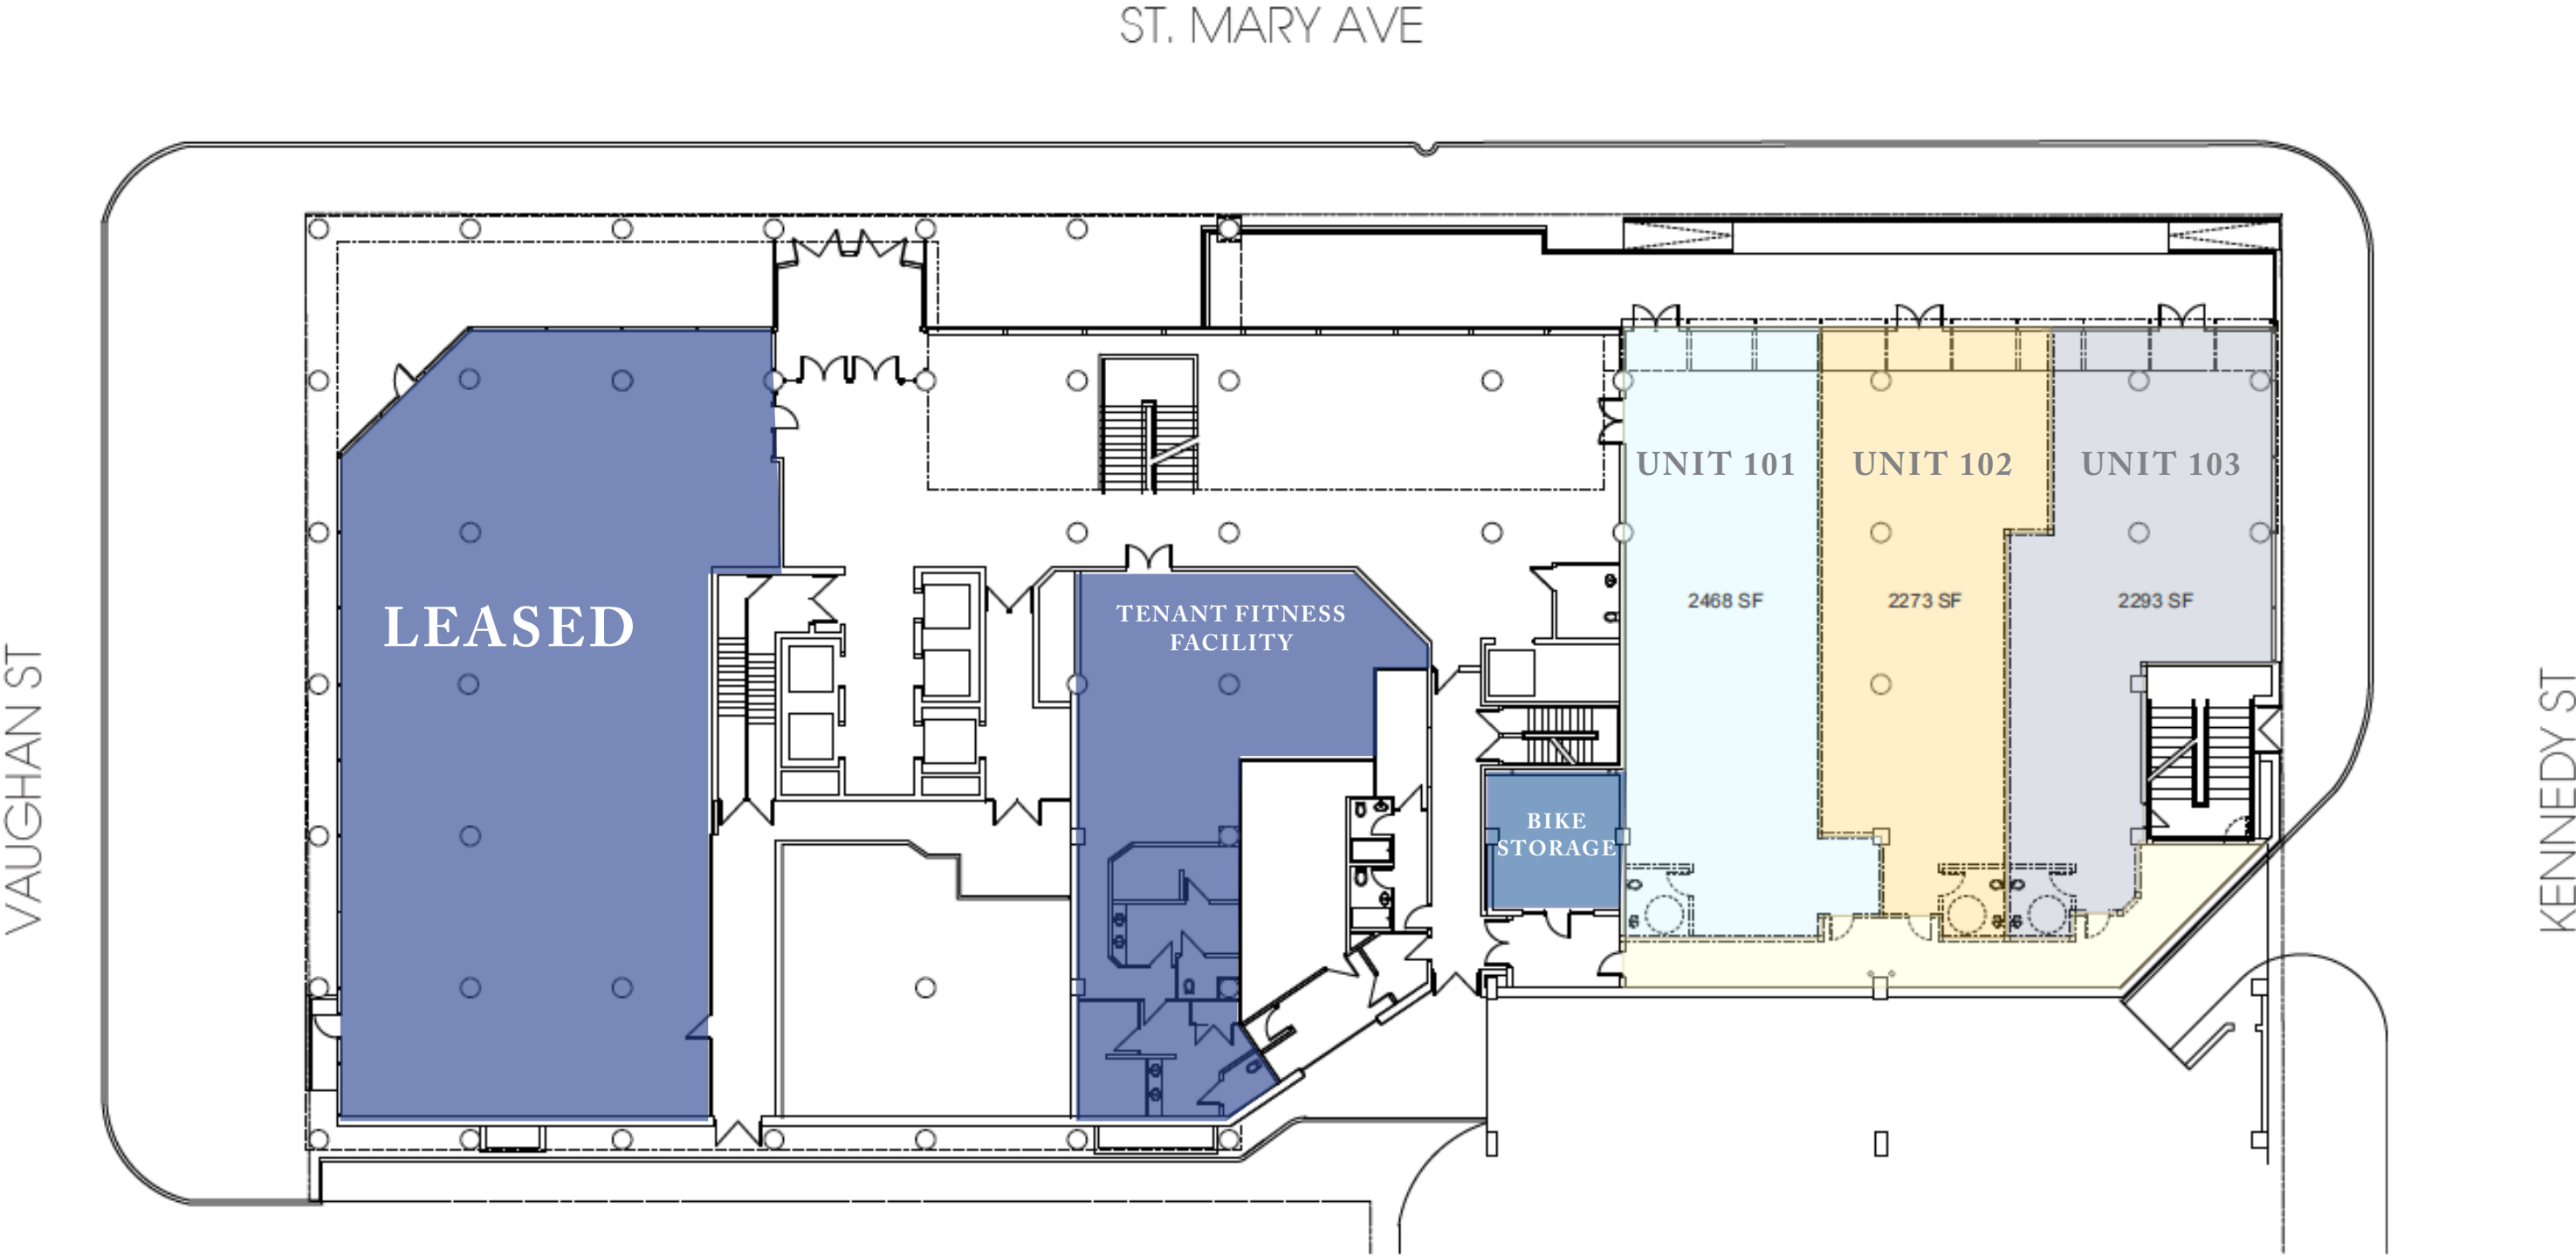 ST. MARY AVE
UNIT 101
UNIT 102
UNIT 103
LEASED
TENANT FITNESS
FACILITY
2468 SF
2273 SF
2293 SF
BIKE
STORAGE
VAUGHAN ST
KENNEDY ST